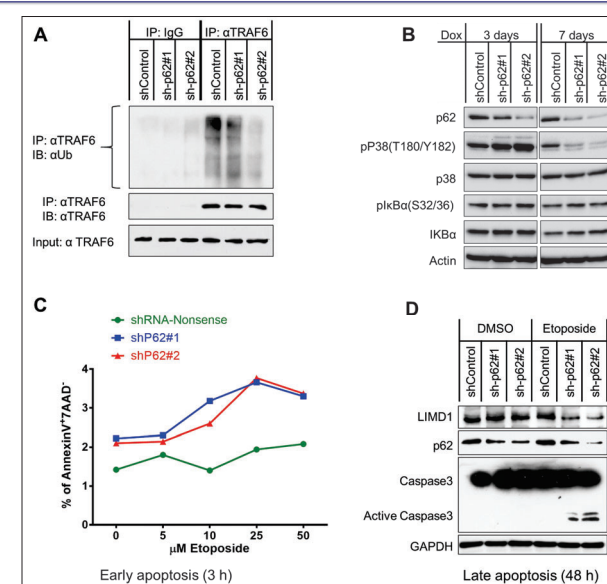 A
IP: IgG IP: αTRAF6
shControl sh-p62#1 sh-p62#2 shControl sh-p62#1 sh-p62#2
IP: αTRAF6
IB: αUb
IP: αTRAF6
IB: αTRAF6
Input: α TRAF6
B
Dox 3 days 7 days
shControl sh-p62#1 sh-p62#2 shControl sh-p62#1 sh-p62#2
p62
pP38(T180/Y182)
p38
pIκBα(S32/36)
IKBα
Actin
C
shRNA-Nonsense
shP62#1
shP62#2
% of AnnexinV⁺7AAD⁻
4
3
2
1
0
0 5 10 25 50
μM Etoposide
Early apoptosis (3 h)
D
DMSO Etoposide
shControl sh-p62#1 sh-p62#2 shControl sh-p62#1 sh-p62#2
LIMD1
p62
Caspase3
Active Caspase3
GAPDH
Late apoptosis (48 h)